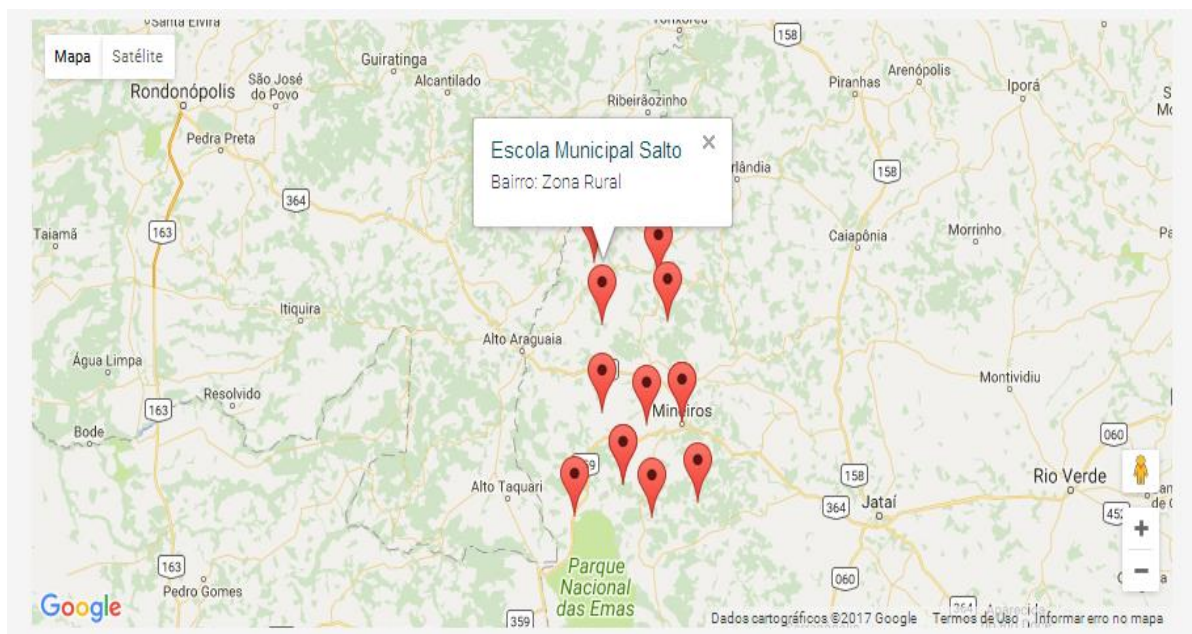 Santa Elvira
158
Mapa
Satélite
Guiratinga
Rondonópolis
São José
do Povo
Alcantilado
Piranhas
Arenópolis
Iporá
Ribeirãozinho
Pedra Preta
Escola Municipal Salto
×
Bairro: Zona Rural
rlândia
158
364
Taiamã
163
Caiapônia
Morrinho
Itiquira
Alto Araguaia
Água Limpa
Resolvido
163
Montividiu
Mineiros
Bode
060
158
Rio Verde
Alto Taquari
364
Jataí
452
+
163
Parque
Nacional
das Emas
060
−
Pedro Gomes
Google
359
364
Dados cartográficos ©2017 Google
Termos de Uso
Informar erro no mapa